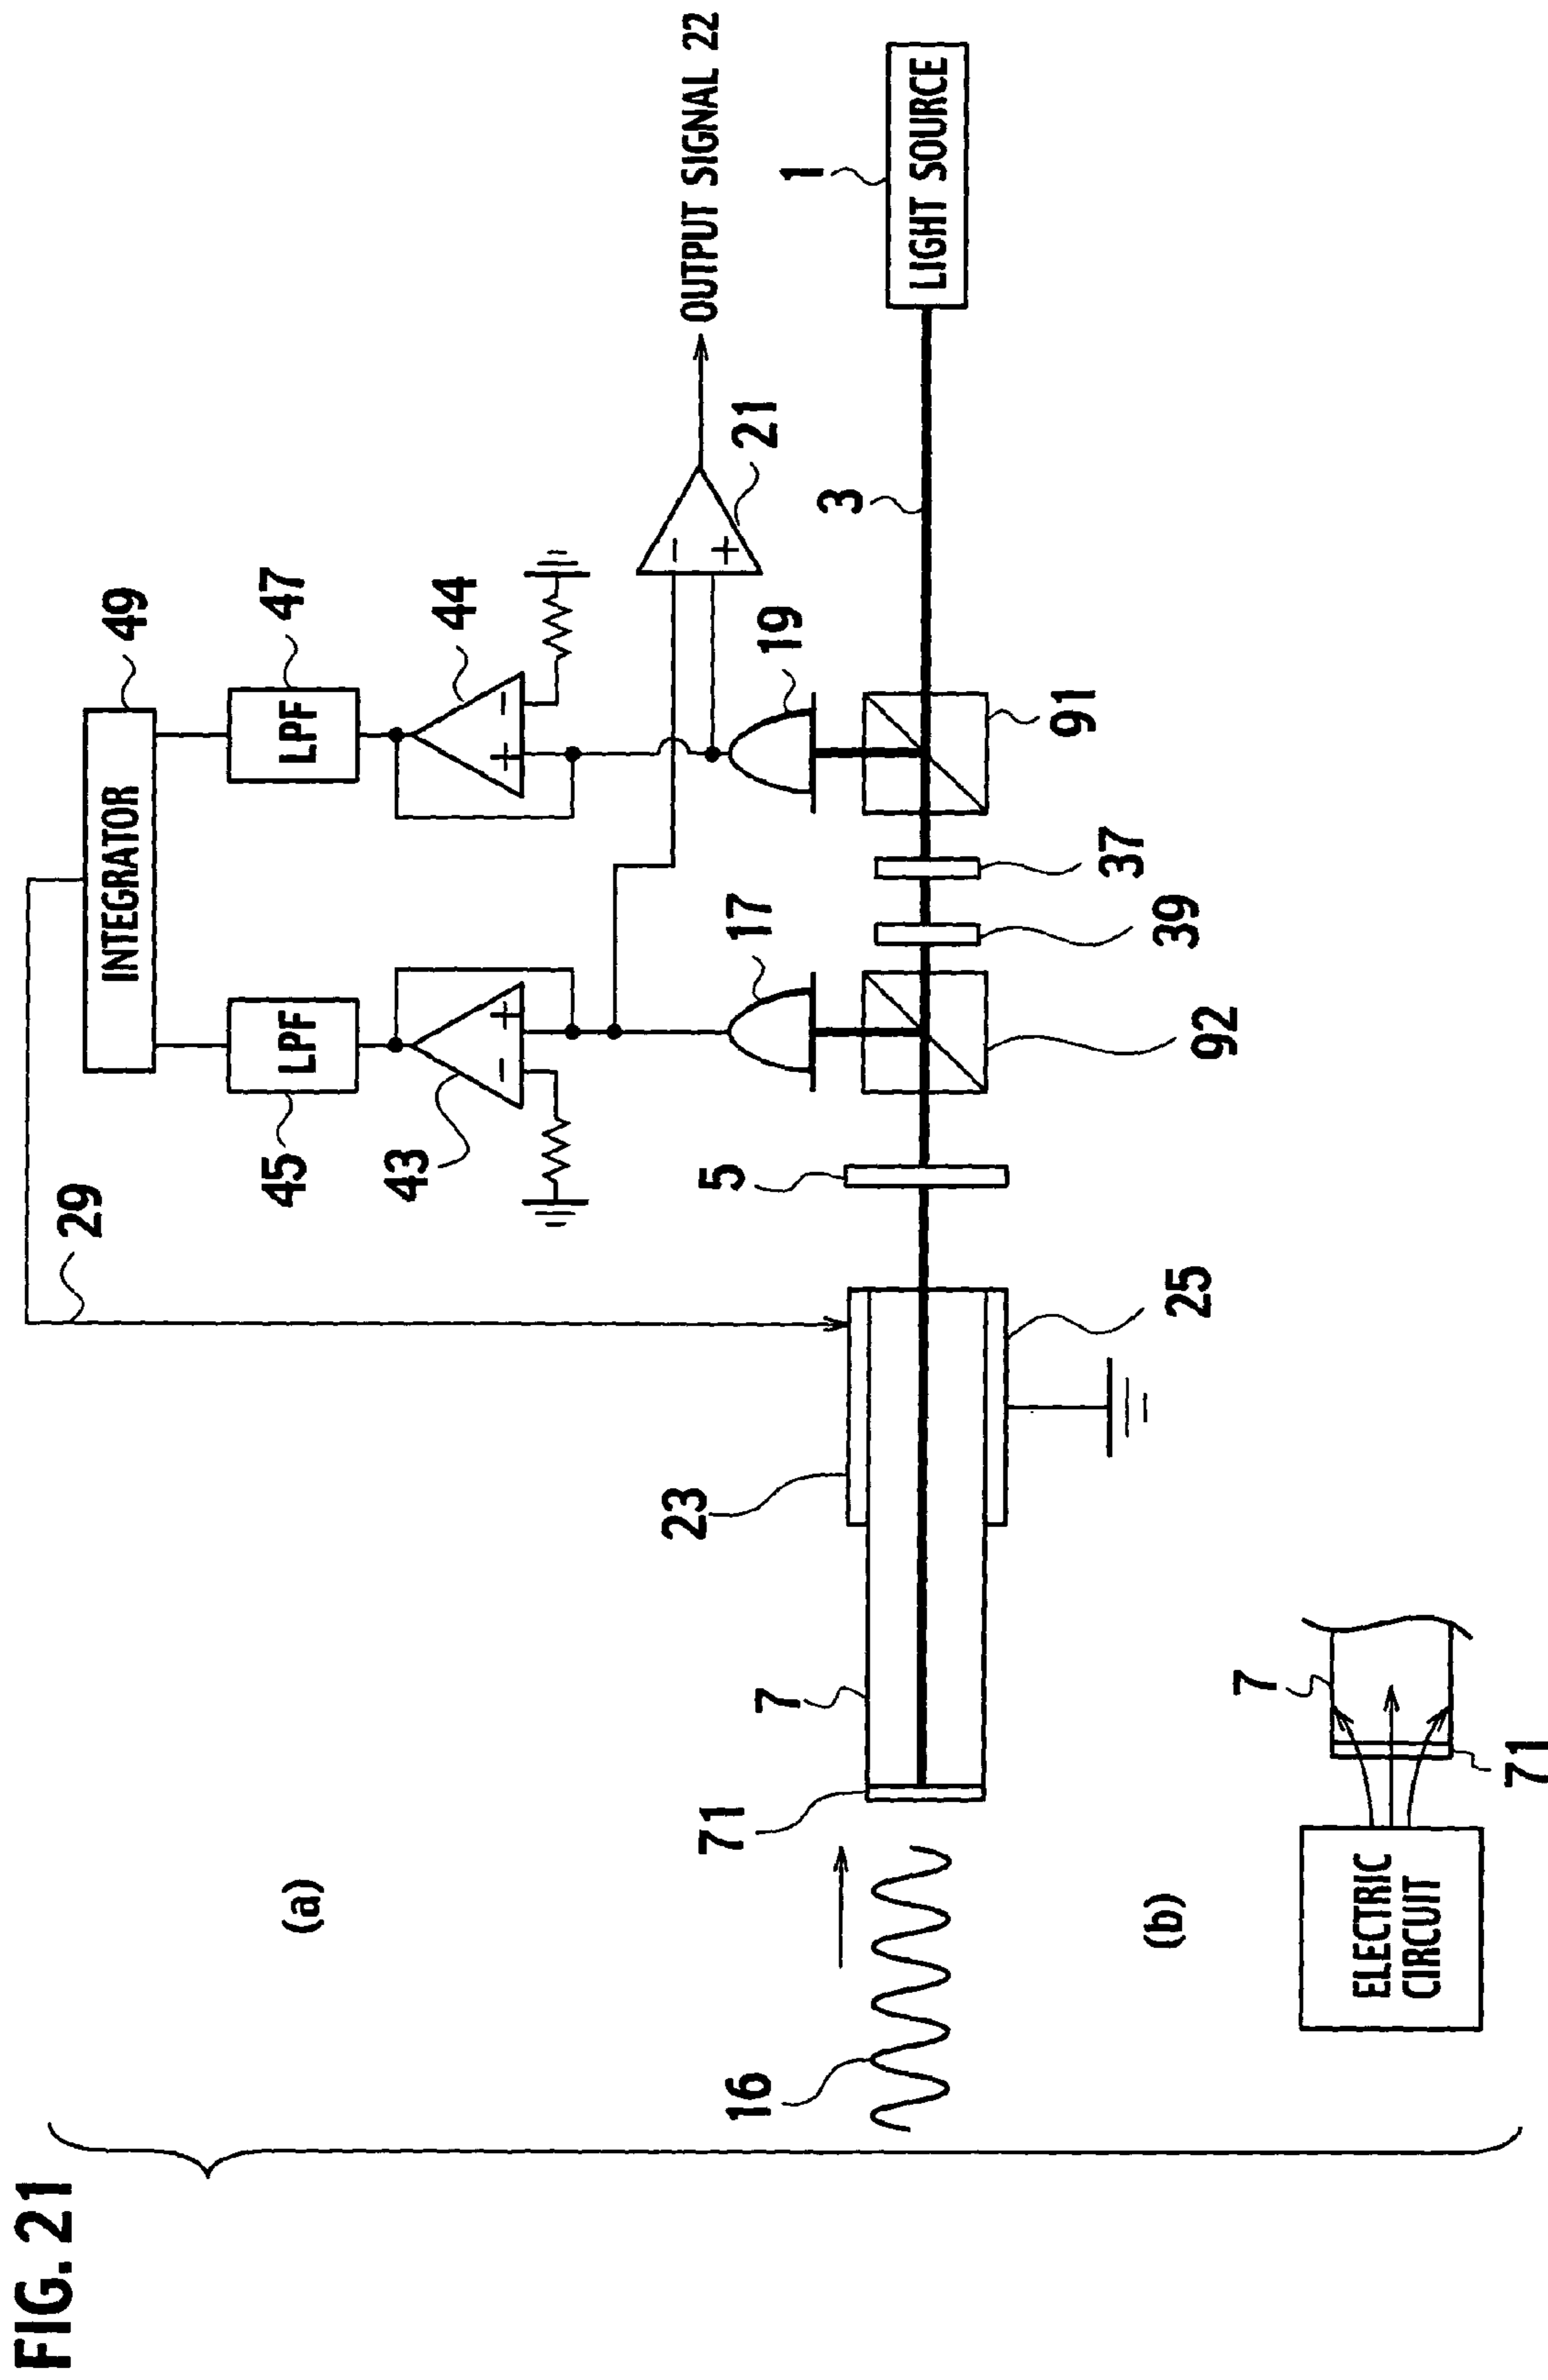 FIG. 21
(a)
29
49
INTEGRATOR
45
LPF
47
LPF
43
- +
44
+ -
21
- +
OUTPUT SIGNAL 22
17
19
1
LIGHT SOURCE
3
16
71
7
23
25
5
92
39
37
91
(b)
ELECTRIC
CIRCUIT
7
71